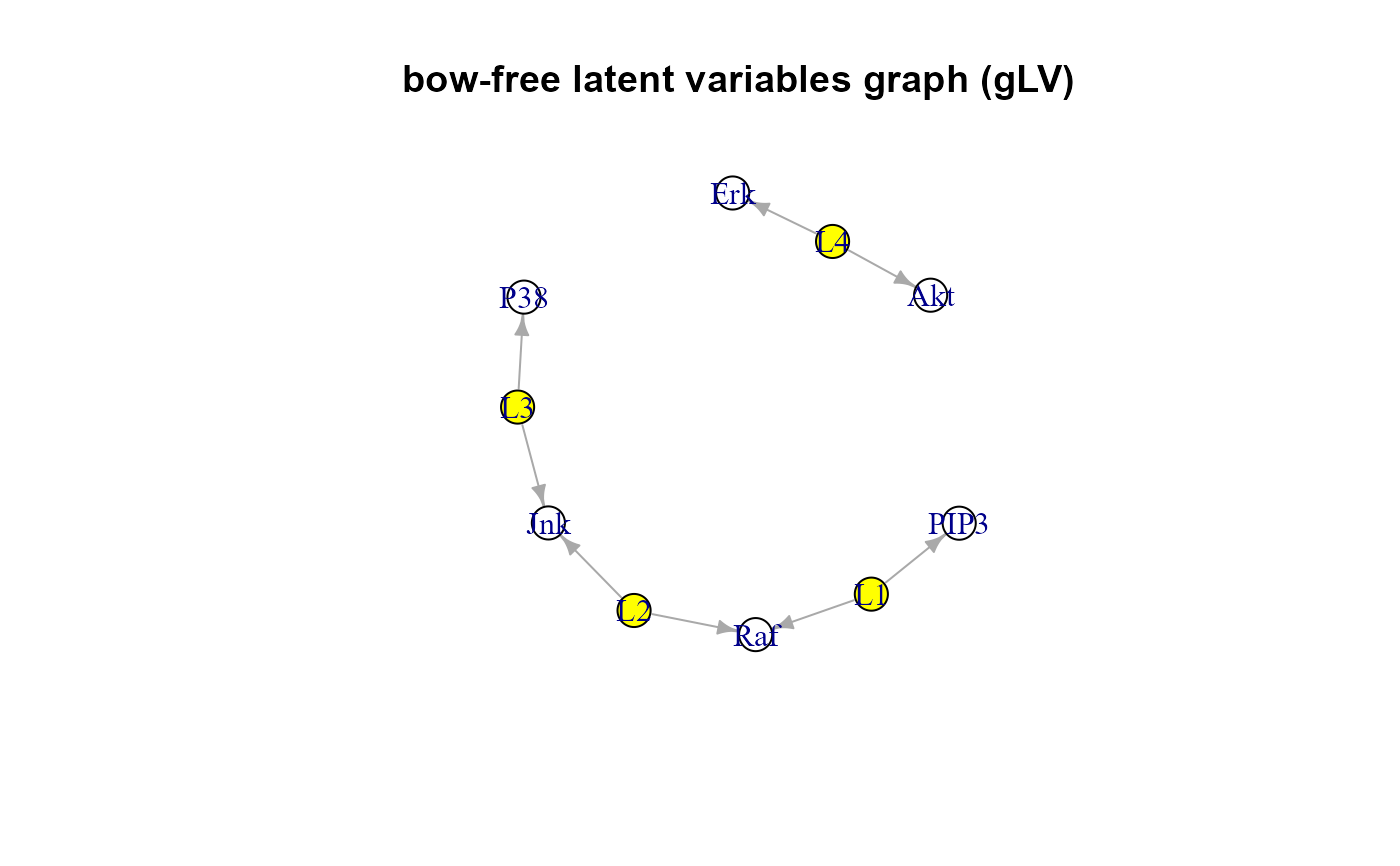 bow-free latent variables graph (gLV)
Erk
L4
Akt
P38
L3
Jnk
PIP3
L1
L2
Raf